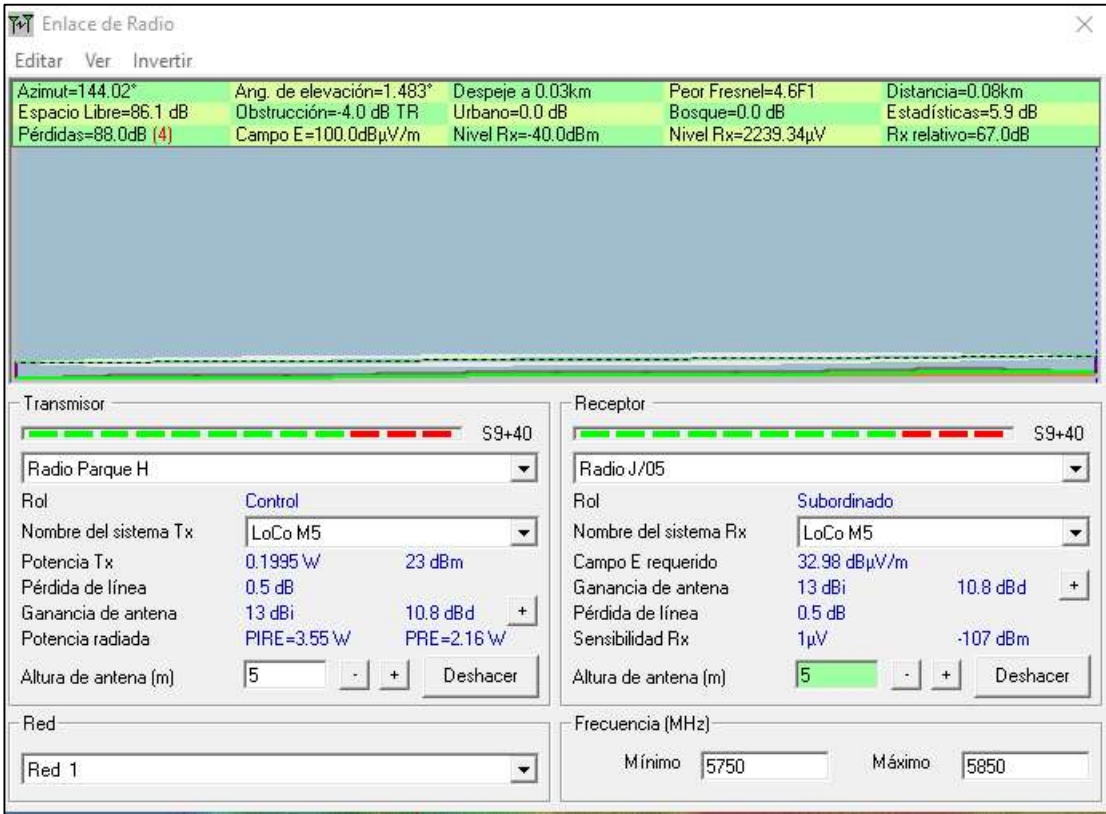 Enlace de Radio
Editar Ver Invertir
Azimut=144.02° Ang. de elevación=1.483° Despeje a 0.03km Peor Fresnel=4.6F1 Distancia=0.08km
Espacio Libre=86.1 dB Obstrucción=-4.0 dB TR Urbano=0.0 dB Bosque=0.0 dB Estadísticas=5.9 dB
Pérdidas=88.0dB (4) Campo E=100.0dBµV/m Nivel Rx=-40.0dBm Nivel Rx=2239.34µV Rx relativo=67.0dB
Transmisor
S9+40
Radio Parque H
Rol Control
Nombre del sistema Tx LoCo M5
Potencia Tx 0.1995 W 23 dBm
Pérdida de línea 0.5 dB
Ganancia de antena 13 dBi 10.8 dBd +
Potencia radiada PIRE=3.55 W PRE=2.16 W
Altura de antena (m) 5 - + Deshacer
Receptor
S9+40
Radio J/05
Rol Subordinado
Nombre del sistema Rx LoCo M5
Campo E requerido 32.98 dBµV/m
Ganancia de antena 13 dBi 10.8 dBd +
Pérdida de línea 0.5 dB
Sensibilidad Rx 1µV -107 dBm
Altura de antena (m) 5 - + Deshacer
Red
Red 1
Frecuencia (MHz)
Mínimo 5750 Máximo 5850